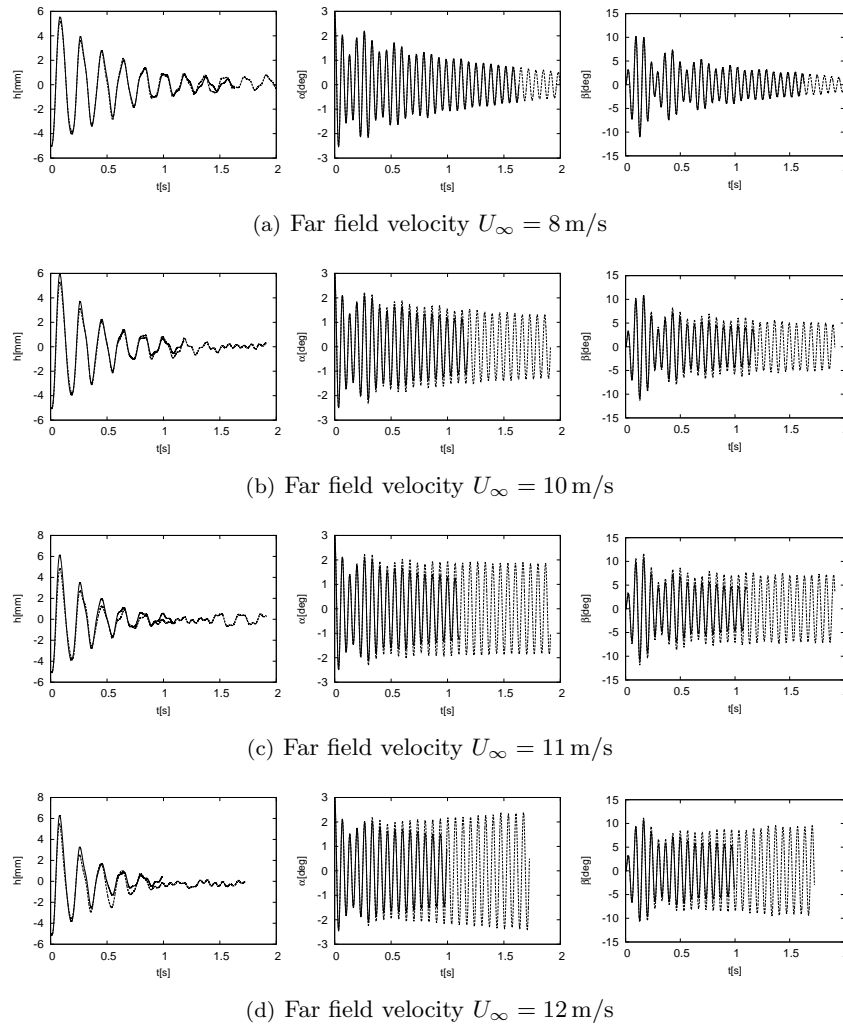 6
4
2
0
-2
-4
-6
h[mm]
0 0.5 1 1.5 2
t[s]
3
2
1
0
-1
-2
-3
α[deg]
0 0.5 1 1.5 2
t[s]
15
10
5
0
-5
-10
-15
β[deg]
0 0.5 1 1.5 2
t[s]
(a) Far field velocity U∞ = 8 m/s
6
4
2
0
-2
-4
-6
h[mm]
0 0.5 1 1.5 2
t[s]
3
2
1
0
-1
-2
-3
α[deg]
0 0.5 1 1.5 2
t[s]
15
10
5
0
-5
-10
-15
β[deg]
0 0.5 1 1.5 2
t[s]
(b) Far field velocity U∞ = 10 m/s
8
6
4
2
0
-2
-4
-6
h[mm]
0 0.5 1 1.5 2
t[s]
3
2
1
0
-1
-2
-3
α[deg]
0 0.5 1 1.5 2
t[s]
15
10
5
0
-5
-10
-15
β[deg]
0 0.5 1 1.5 2
t[s]
(c) Far field velocity U∞ = 11 m/s
8
6
4
2
0
-2
-4
-6
h[mm]
0 0.5 1 1.5 2
t[s]
3
2
1
0
-1
-2
-3
α[deg]
0 0.5 1 1.5 2
t[s]
15
10
5
0
-5
-10
-15
β[deg]
0 0.5 1 1.5 2
t[s]
(d) Far field velocity U∞ = 12 m/s